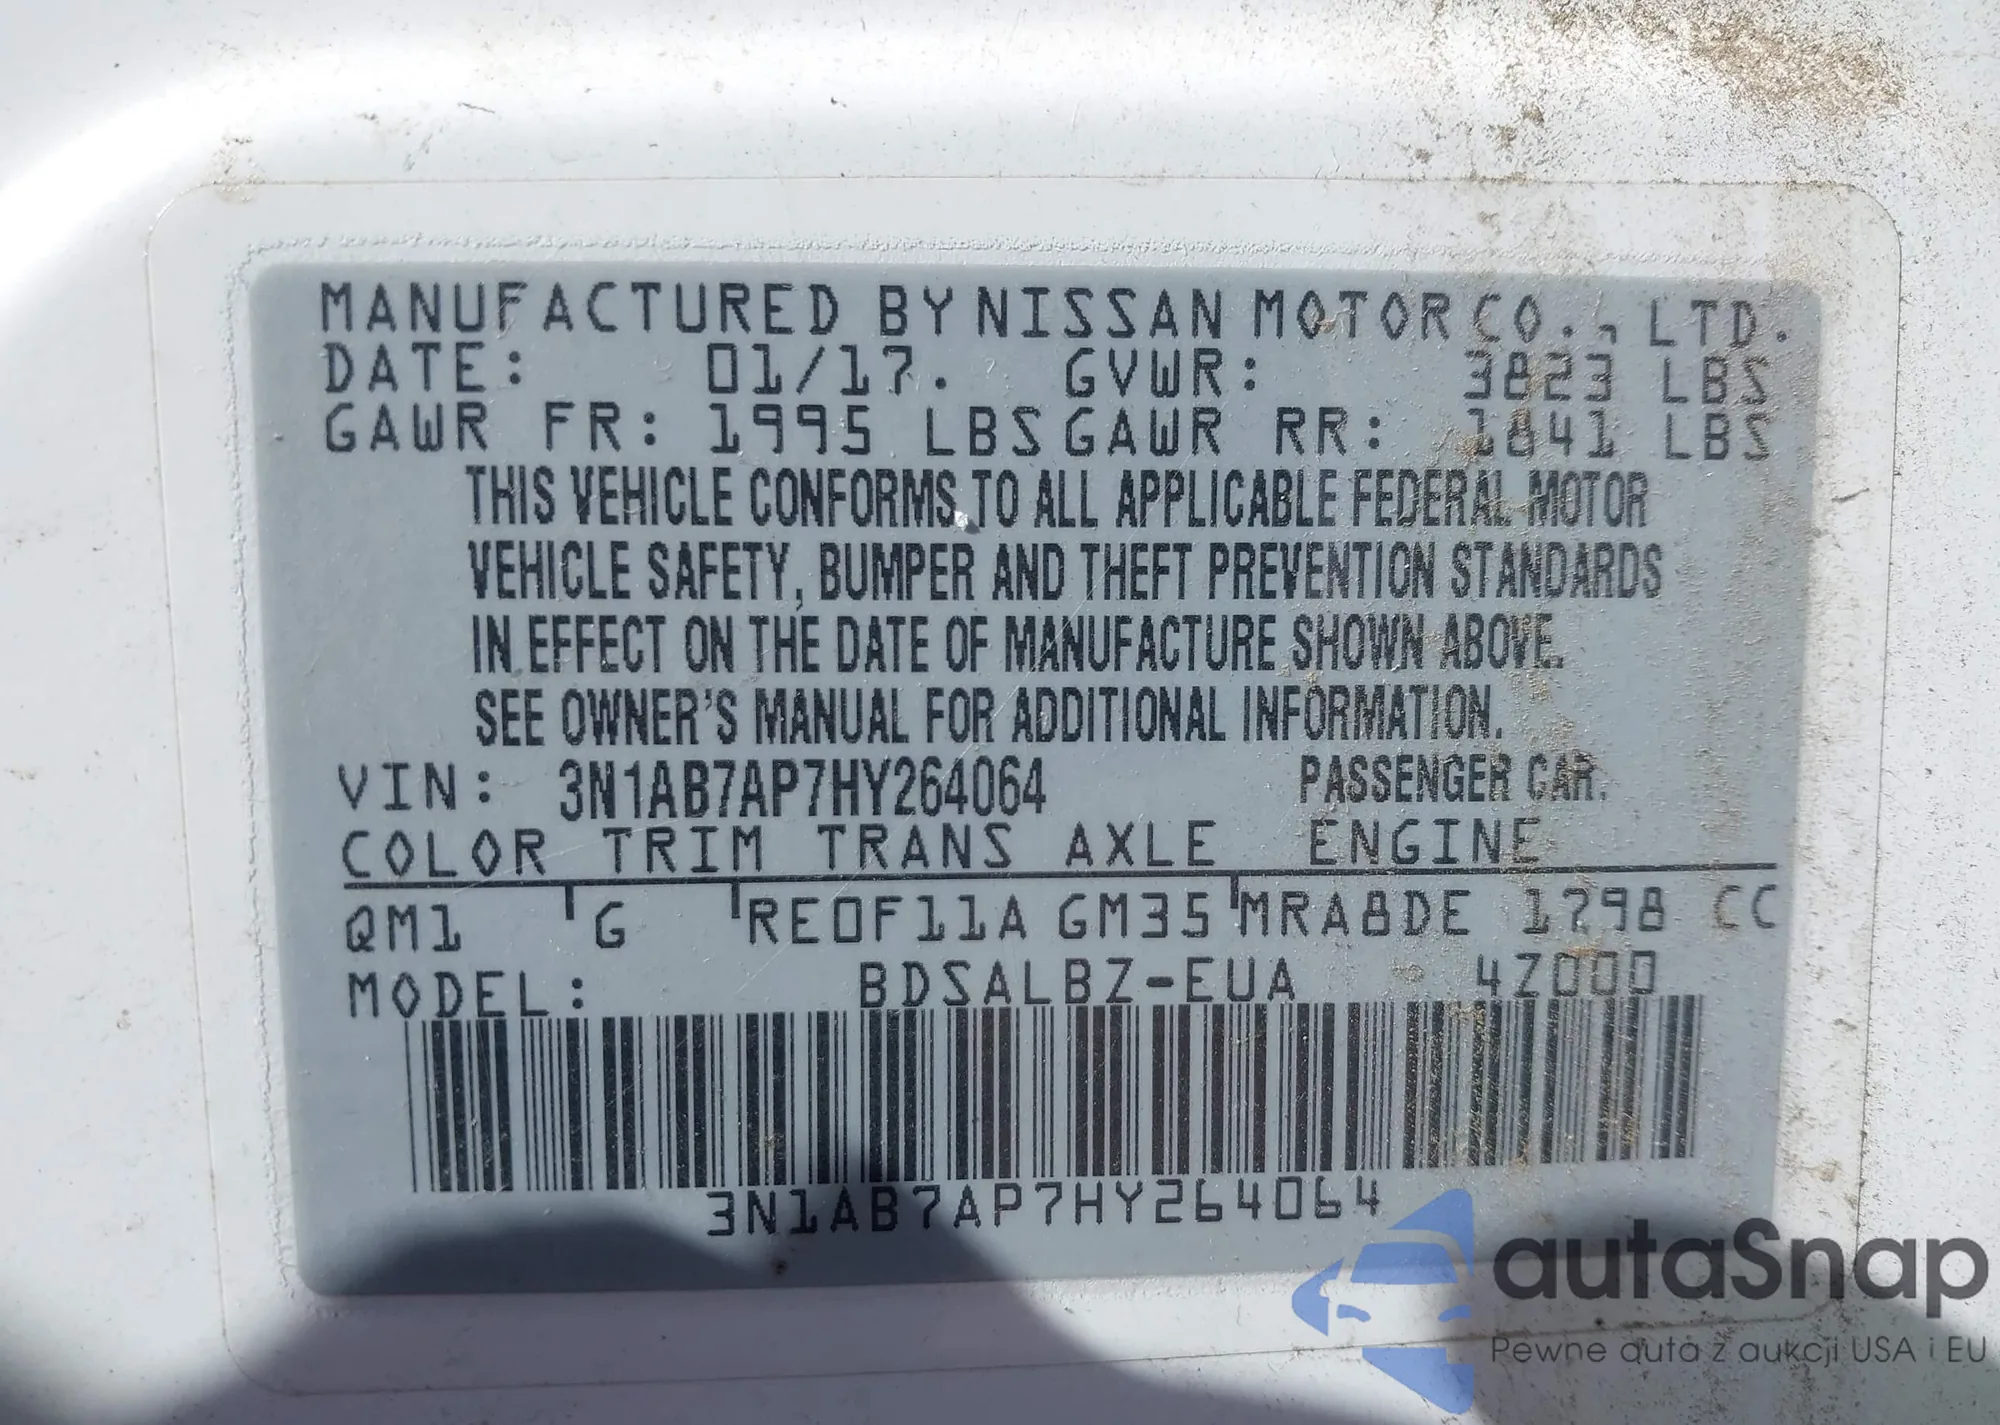 MANUFACTURED BY NISSAN MOTOR CO., LTD.
DATE: 01/17. GVWR: 3823 LBS
GAWR FR: 1995 LBS GAWR RR: 1841 LBS
THIS VEHICLE CONFORMS TO ALL APPLICABLE FEDERAL MOTOR
VEHICLE SAFETY, BUMPER AND THEFT PREVENTION STANDARDS
IN EFFECT ON THE DATE OF MANUFACTURE SHOWN ABOVE.
SEE OWNER'S MANUAL FOR ADDITIONAL INFORMATION.
VIN: 3N1AB7AP7HY264064 PASSENGER CAR.
COLOR TRIM TRANS AXLE ENGINE
QM1 G RE0F11A GM35 MRA8DE 1798 CC
MODEL: BDSALBZ-EUA 4Z000
3N1AB7AP7HY264064
autaSnap
Pewne auta z aukcji USA i EU